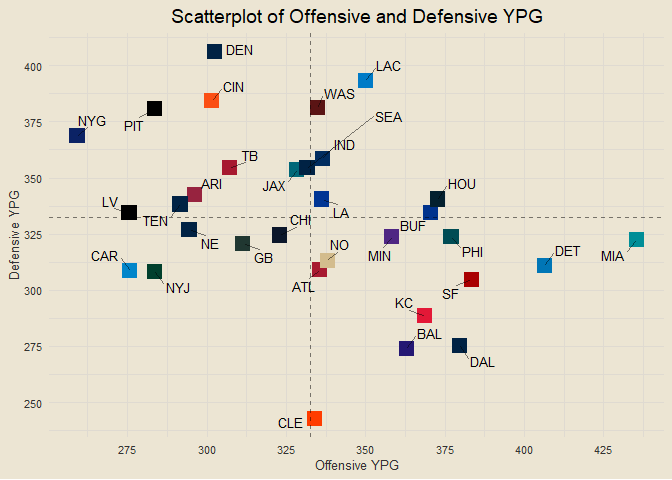 Scatterplot of Offensive and Defensive YPG
DEN
400
LAC
CIN
WAS
NYG
PIT
SEA
375
IND
TB
350
JAX
ARI
HOU
LV
TEN
LA
BUF
CHI
325
NE
GB
NO
MIN
PHI
DET
MIA
CAR
NYJ
ATL
SF
300
KC
BAL
275
DAL
CLE
250
275
300
325
350
375
400
425
Offensive YPG
Defensive YPG